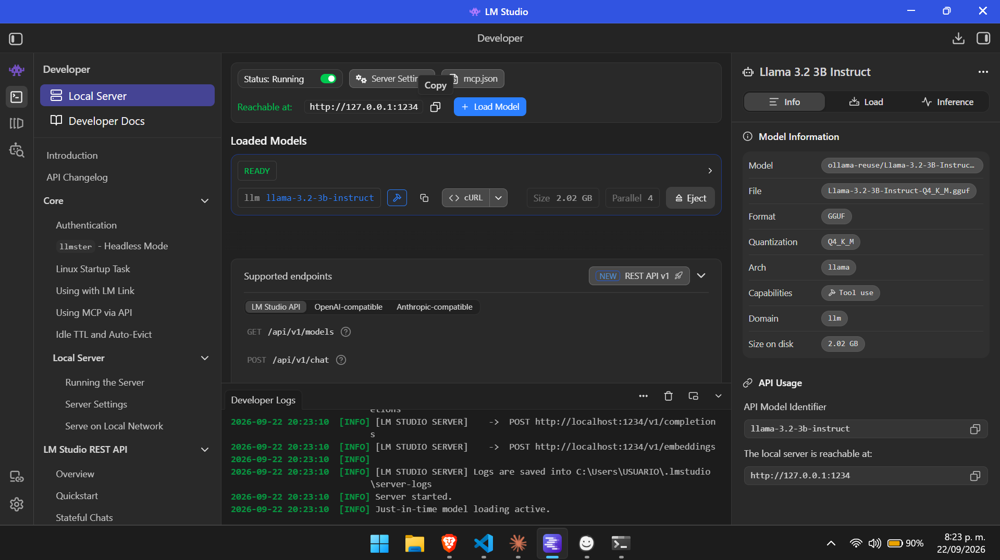 LM Studio
Developer
Developer
Local Server
Developer Docs
Introduction
API Changelog
Core
Authentication
llmster - Headless Mode
Linux Startup Task
Using with LM Link
Using MCP via API
Idle TTL and Auto-Evict
Local Server
Running the Server
Server Settings
Serve on Local Network
LM Studio REST API
Overview
Quickstart
Stateful Chats
Status: Running
Server Settin
Copy
mcp.json
Reachable at: http://127.0.0.1:1234
+ Load Model
Loaded Models
READY
llm llama-3.2-3b-instruct
<> cURL
Size 2.02 GB
Parallel 4
Eject
Supported endpoints
NEW REST API v1
LM Studio API OpenAI-compatible Anthropic-compatible
GET /api/v1/models
POST /api/v1/chat
Developer Logs
etions
2026-09-22 20:23:10 [INFO] [LM STUDIO SERVER] -> POST http://localhost:1234/v1/completion
s
2026-09-22 20:23:10 [INFO] [LM STUDIO SERVER] -> POST http://localhost:1234/v1/embeddings
2026-09-22 20:23:10 [INFO]
2026-09-22 20:23:10 [INFO] [LM STUDIO SERVER] Logs are saved into C:\Users\USUARIO\.lmstudio
\server-logs
2026-09-22 20:23:10 [INFO] Server started.
2026-09-22 20:23:10 [INFO] Just-in-time model loading active.
Llama 3.2 3B Instruct
Info Load Inference
Model Information
Model ollama-reuse/Llama-3.2-3B-Instruc...
File Llama-3.2-3B-Instruct-Q4_K_M.gguf
Format GGUF
Quantization Q4_K_M
Arch llama
Capabilities Tool use
Domain llm
Size on disk 2.02 GB
API Usage
API Model Identifier
llama-3.2-3b-instruct
The local server is reachable at:
http://127.0.0.1:1234
90%
8:23 p. m.
22/09/2026